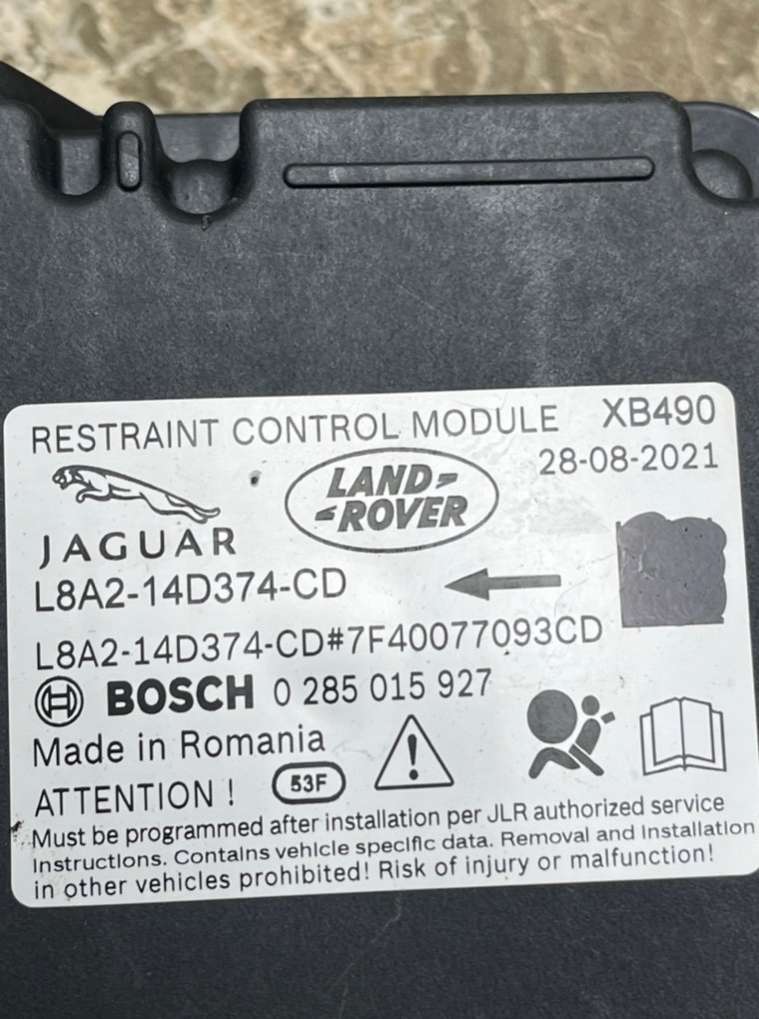 RESTRAINT CONTROL MODULE XB490
28-08-2021
LAND-
-ROVER
JAGUAR
L8A2-14D374-CD
L8A2-14D374-CD#7F40077093CD
BOSCH 0 285 015 927
Made in Romania
ATTENTION ! 53F
Must be programmed after installation per JLR authorized service
instructions. Contains vehicle specific data. Removal and installation
in other vehicles prohibited! Risk of injury or malfunction!